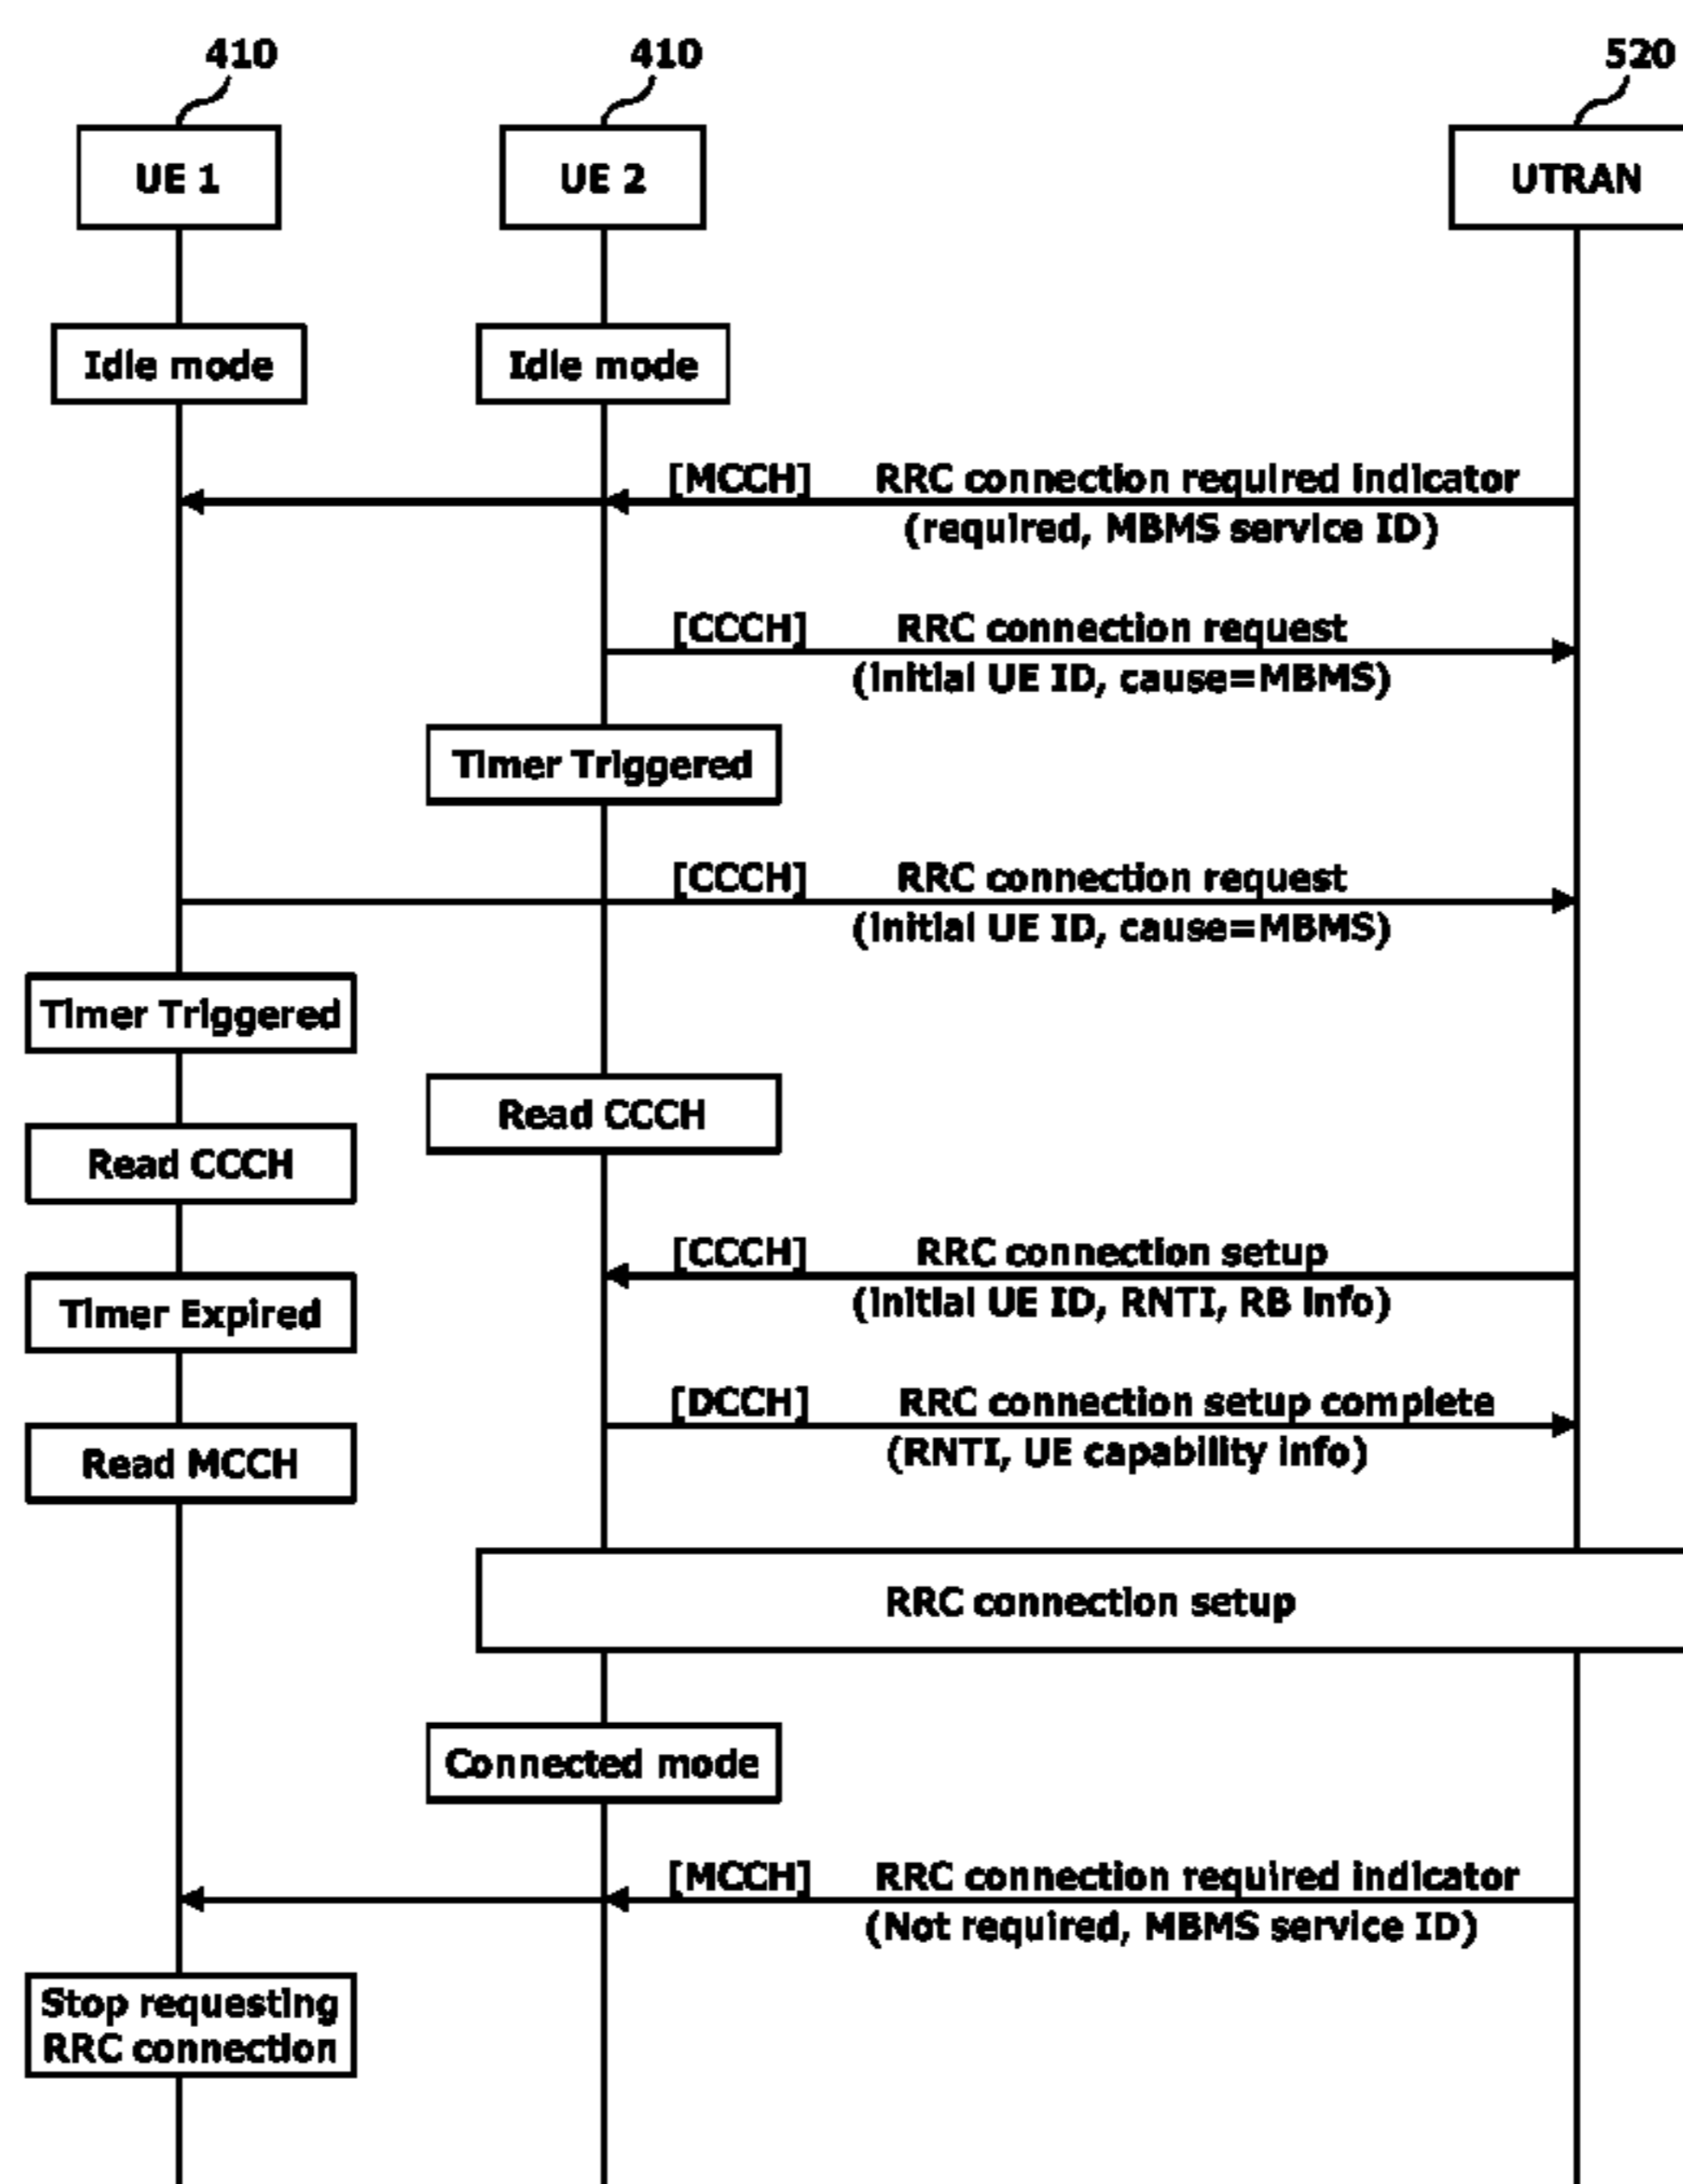 410
410
520
UE 1
UE 2
UTRAN
Idle mode
Idle mode
[MCCH] RRC connection required indicator
(required, MBMS service ID)
[CCCH] RRC connection request
(initial UE ID, cause=MBMS)
Timer Triggered
[CCCH] RRC connection request
(initial UE ID, cause=MBMS)
Timer Triggered
Read CCCH
Read CCCH
[CCCH] RRC connection setup
(initial UE ID, RNTI, RB info)
Timer Expired
[DCCH] RRC connection setup complete
(RNTI, UE capability info)
Read MCCH
RRC connection setup
Connected mode
[MCCH] RRC connection required indicator
(Not required, MBMS service ID)
Stop requesting
RRC connection